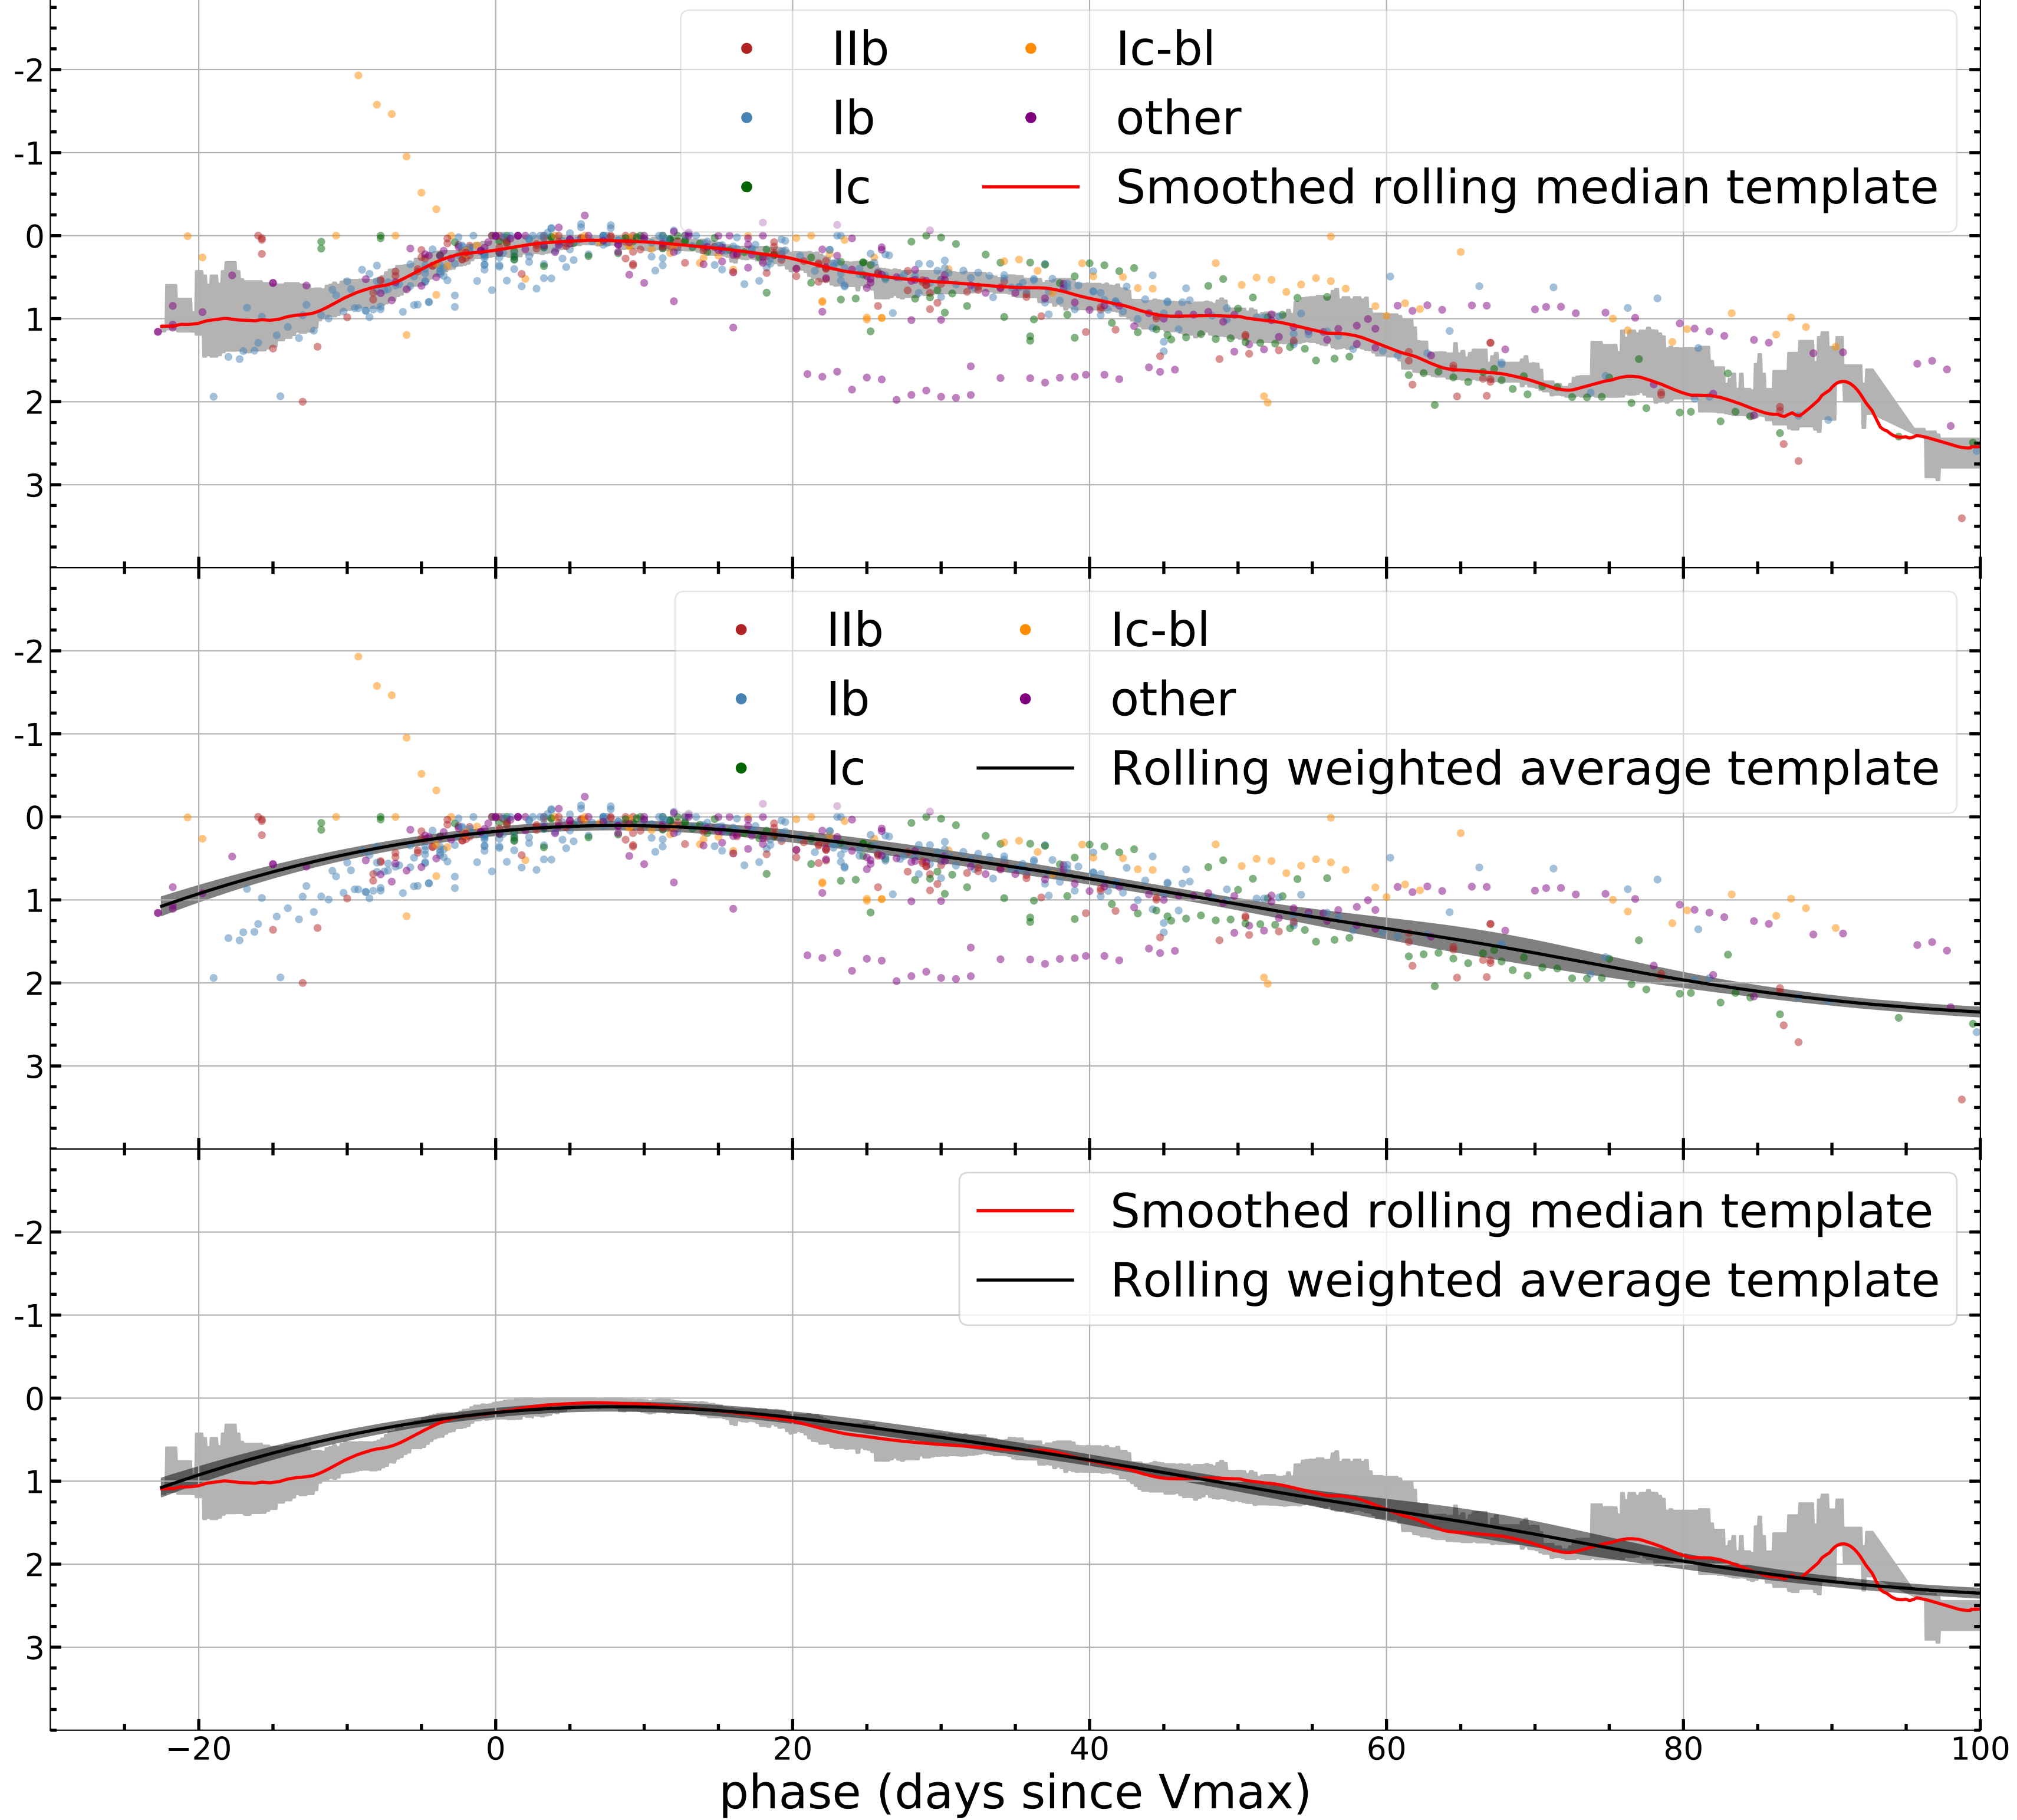 IIb Ic-bl
Ib other
Ic Smoothed rolling median template
-2
-1
0
1
2
3
IIb Ic-bl
Ib other
Ic Rolling weighted average template
-2
-1
0
1
2
3
Smoothed rolling median template
Rolling weighted average template
-2
-1
0
1
2
3
−20 0 20 40 60 80 100
phase (days since Vmax)